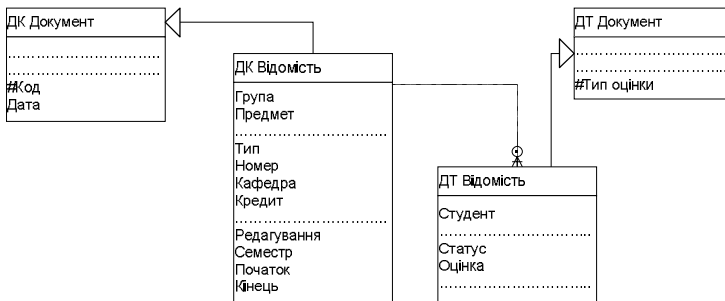 ДК Документ
#Код
Дата
ДК Відомість
Група
Предмет
Тип
Номер
Кафедра
Кредит
Редагування
Семестр
Початок
Кінець
ДТ Документ
#Тип оцінки
ДТ Відомість
Студент
Статус
Оцінка